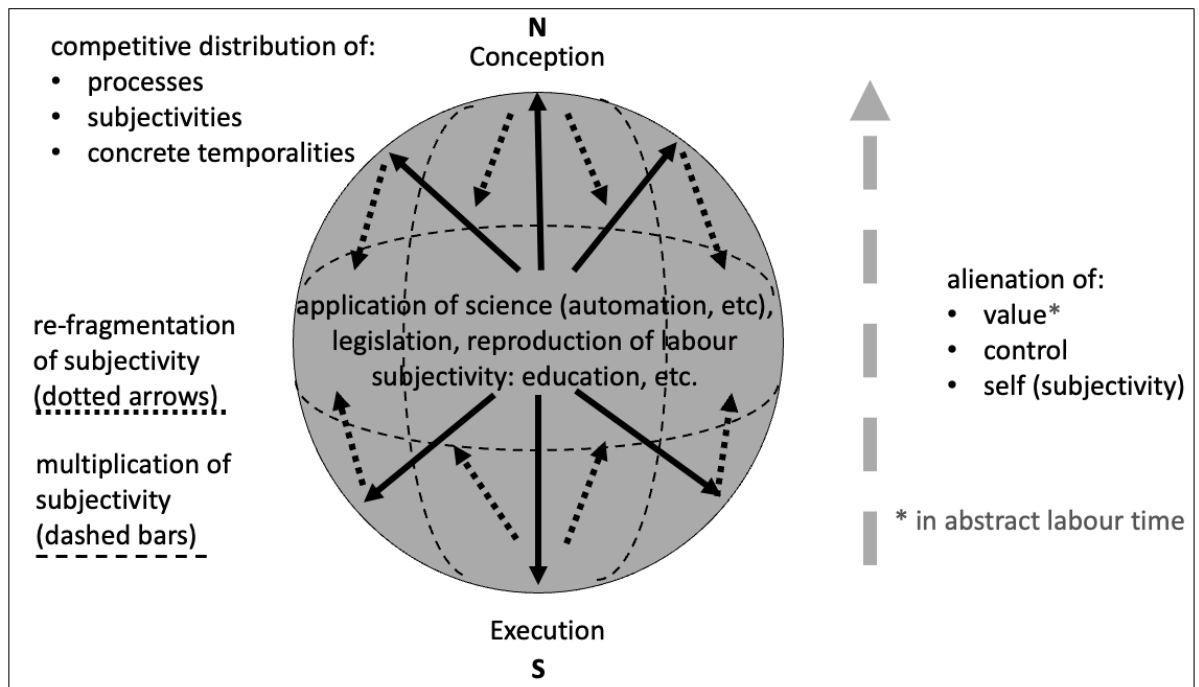 N
Conception
competitive distribution of:
• processes
• subjectivities
• concrete temporalities
application of science (automation, etc),
legislation, reproduction of labour
subjectivity: education, etc.
re-fragmentation
of subjectivity
(dotted arrows)
multiplication of
subjectivity
(dashed bars)
alienation of:
• value*
• control
• self (subjectivity)
* in abstract labour time
Execution
S